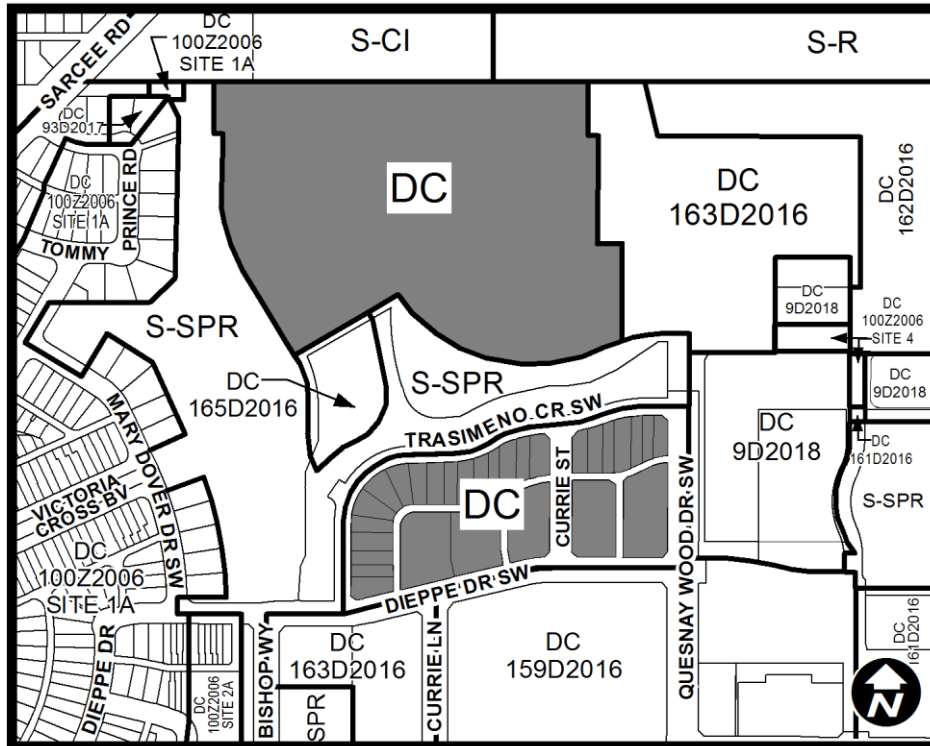 DC
100Z2006
SITE 1A
S-CI
S-R
SARCEE RD
DC
93D2017
DC
100Z2006
SITE 1A
PRINCE RD
TOMMY
DC
DC
163D2016
DC
162D2016
DC
9D2018
DC
100Z2006
SITE 4
S-SPR
DC
165D2016
S-SPR
TRASIMENO CR SW
DC
9D2018
DC
9D2018
DC
161D2016
S-SPR
MARY DOVER DR SW
VICTORIA
CROSS BV
DC
CURRIE ST
QUESNAY WOOD DR SW
DC
100Z2006
SITE 1A
DIEPPE DR SW
DIEPPE DR
DC
100Z2006
SITE 2A
BISHOP WY
DC
163D2016
SPR
CURRIE LN
DC
159D2016
DC
161D2016
N